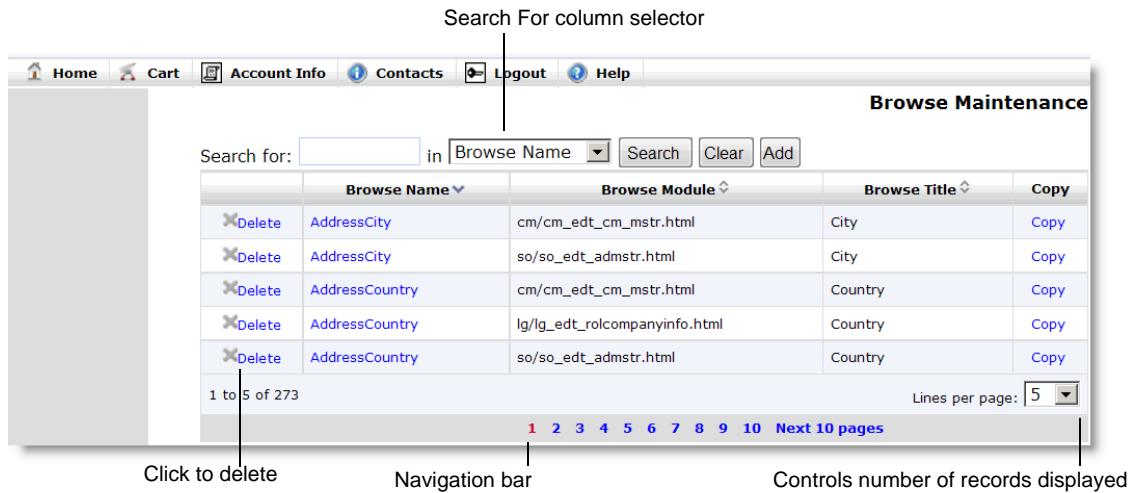 Search For column selector
Home Cart Account Info Contacts Logout Help
Browse Maintenance
Search for: in Browse Name Search Clear Add
Browse Name Browse Module Browse Title Copy
Delete AddressCity cm/cm_edt_cm_mstr.html City Copy
Delete AddressCity so/so_edt_admstr.html City Copy
Delete AddressCountry cm/cm_edt_cm_mstr.html Country Copy
Delete AddressCountry lg/lg_edt_rolcompanyinfo.html Country Copy
Delete AddressCountry so/so_edt_admstr.html Country Copy
1 to 5 of 273 Lines per page: 5
1 2 3 4 5 6 7 8 9 10 Next 10 pages
Click to delete Navigation bar Controls number of records displayed